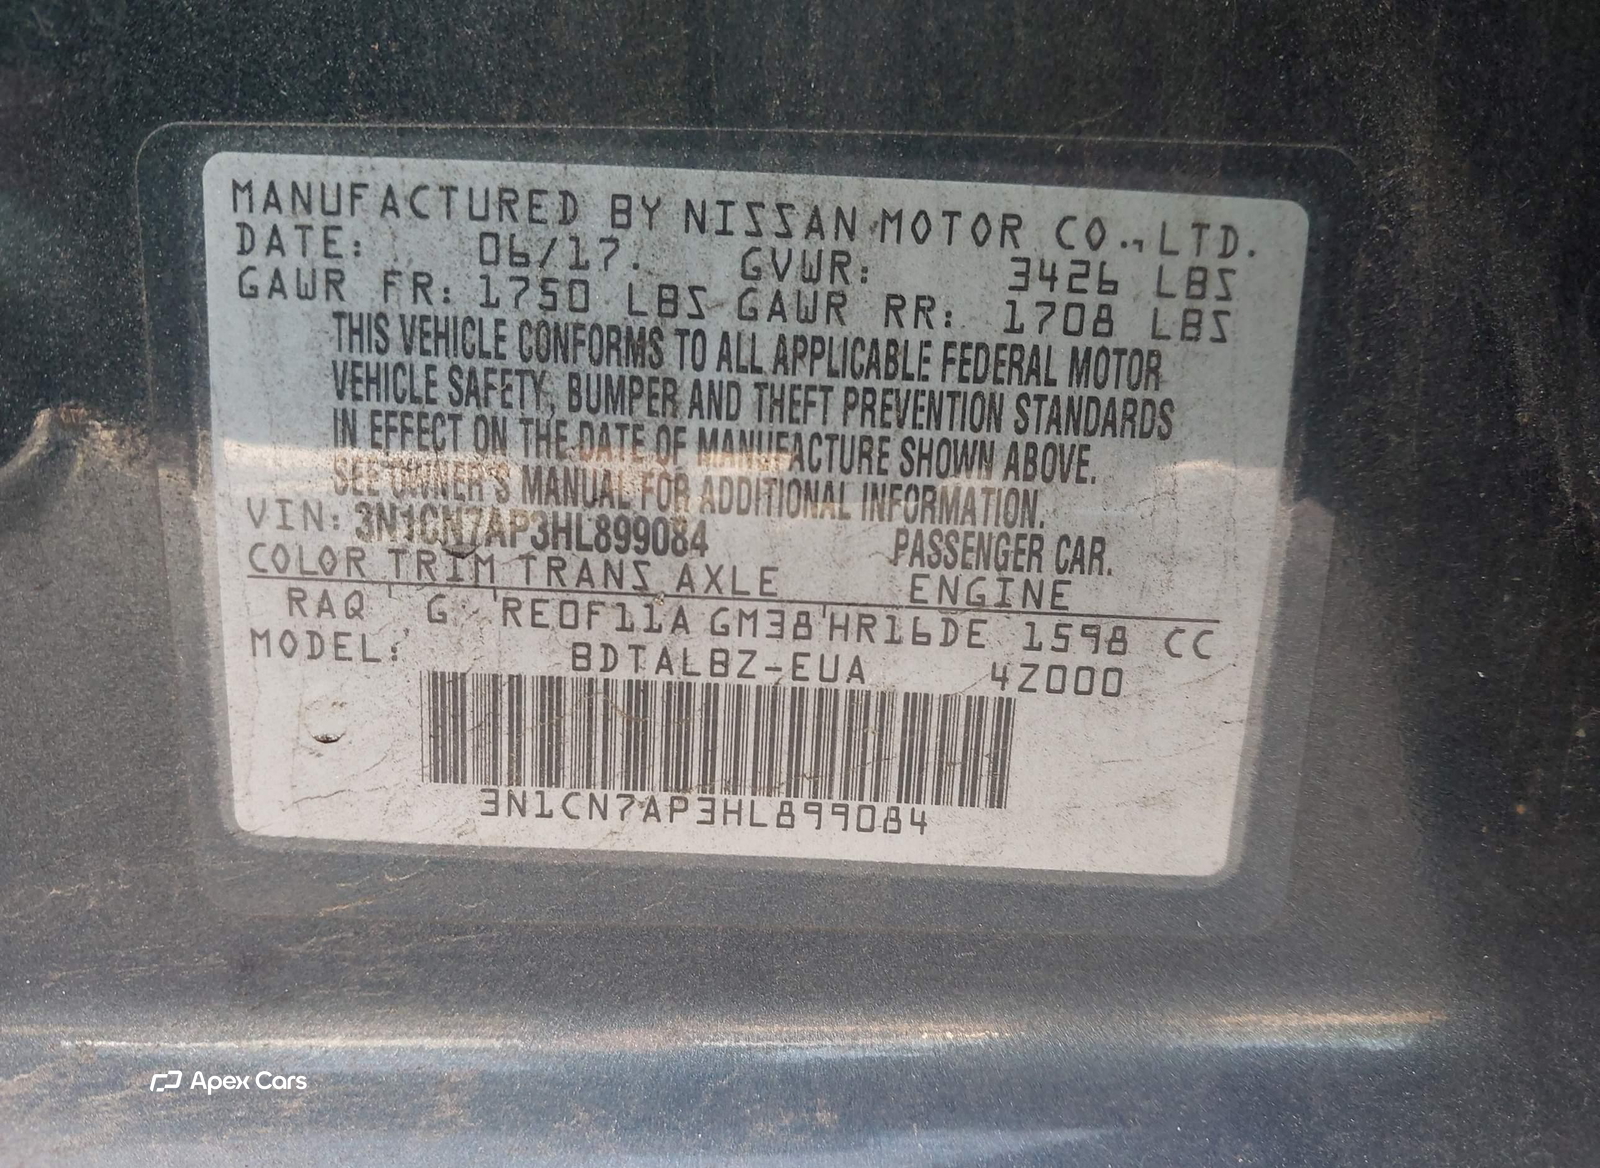 MANUFACTURED BY NISSAN MOTOR CO., LTD.
DATE: 06/17. GVWR: 3426 LBS
GAWR FR: 1750 LBS GAWR RR: 1708 LBS
THIS VEHICLE CONFORMS TO ALL APPLICABLE FEDERAL MOTOR
VEHICLE SAFETY, BUMPER AND THEFT PREVENTION STANDARDS
IN EFFECT ON THE DATE OF MANUFACTURE SHOWN ABOVE.
SEE OWNER'S MANUAL FOR ADDITIONAL INFORMATION.
VIN: 3N1CN7AP3HL899084 PASSENGER CAR.
COLOR TRIM TRANS AXLE ENGINE
RAQ G RE0F11A GM38 HR16DE 1598 CC
MODEL: BDTALBZ-EUA 4Z000
3N1CN7AP3HL899084
Apex Cars